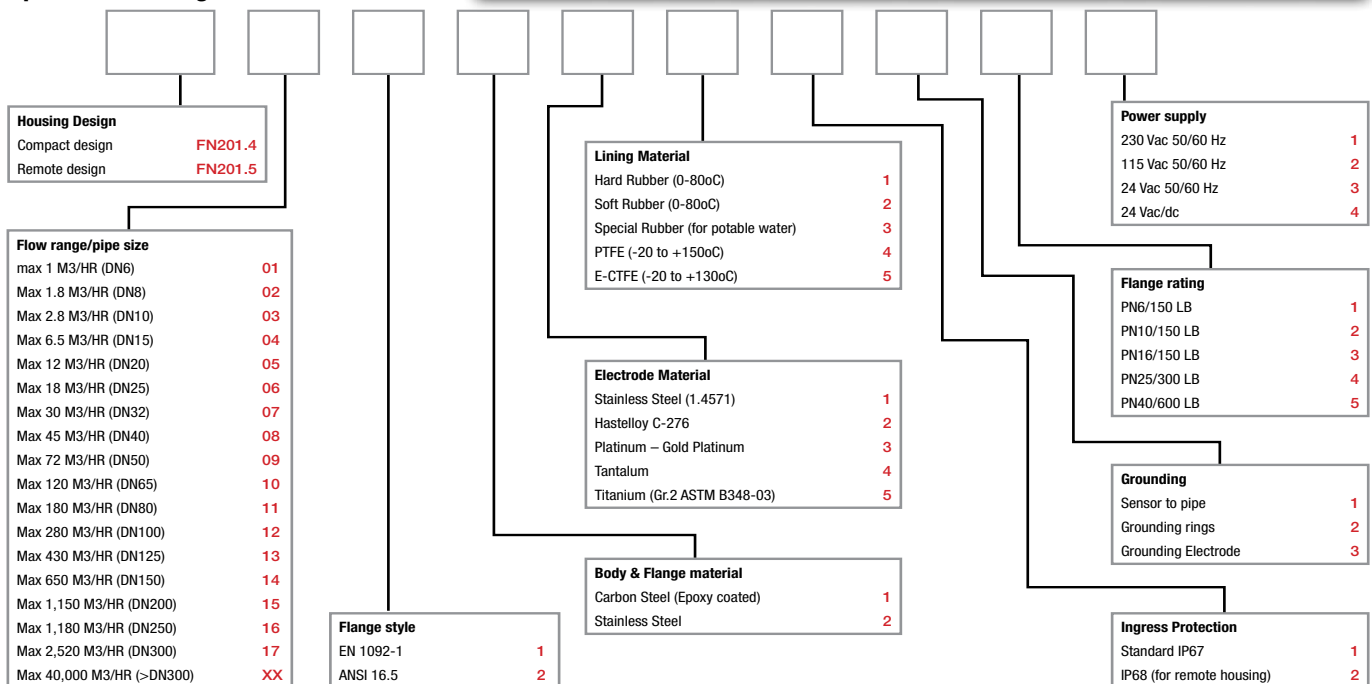 Housing Design
Compact design FN201.4
Remote design FN201.5
Flow range/pipe size
max 1 M3/HR (DN6) 01
Max 1.8 M3/HR (DN8) 02
Max 2.8 M3/HR (DN10) 03
Max 6.5 M3/HR (DN15) 04
Max 12 M3/HR (DN20) 05
Max 18 M3/HR (DN25) 06
Max 30 M3/HR (DN32) 07
Max 45 M3/HR (DN40) 08
Max 72 M3/HR (DN50) 09
Max 120 M3/HR (DN65) 10
Max 180 M3/HR (DN80) 11
Max 280 M3/HR (DN100) 12
Max 430 M3/HR (DN125) 13
Max 650 M3/HR (DN150) 14
Max 1,150 M3/HR (DN200) 15
Max 1,180 M3/HR (DN250) 16
Max 2,520 M3/HR (DN300) 17
Max 40,000 M3/HR (>DN300) XX
Flange style
EN 1092-1 1
ANSI 16.5 2
Lining Material
Hard Rubber (0-80oC) 1
Soft Rubber (0-80oC) 2
Special Rubber (for potable water) 3
PTFE (-20 to +150oC) 4
E-CTFE (-20 to +130oC) 5
Electrode Material
Stainless Steel (1.4571) 1
Hastelloy C-276 2
Platinum – Gold Platinum 3
Tantalum 4
Titanium (Gr.2 ASTM B348-03) 5
Body & Flange material
Carbon Steel (Epoxy coated) 1
Stainless Steel 2
Power supply
230 Vac 50/60 Hz 1
115 Vac 50/60 Hz 2
24 Vac 50/60 Hz 3
24 Vac/dc 4
Flange rating
PN6/150 LB 1
PN10/150 LB 2
PN16/150 LB 3
PN25/300 LB 4
PN40/600 LB 5
Grounding
Sensor to pipe 1
Grounding rings 2
Grounding Electrode 3
Ingress Protection
Standard IP67 1
IP68 (for remote housing) 2